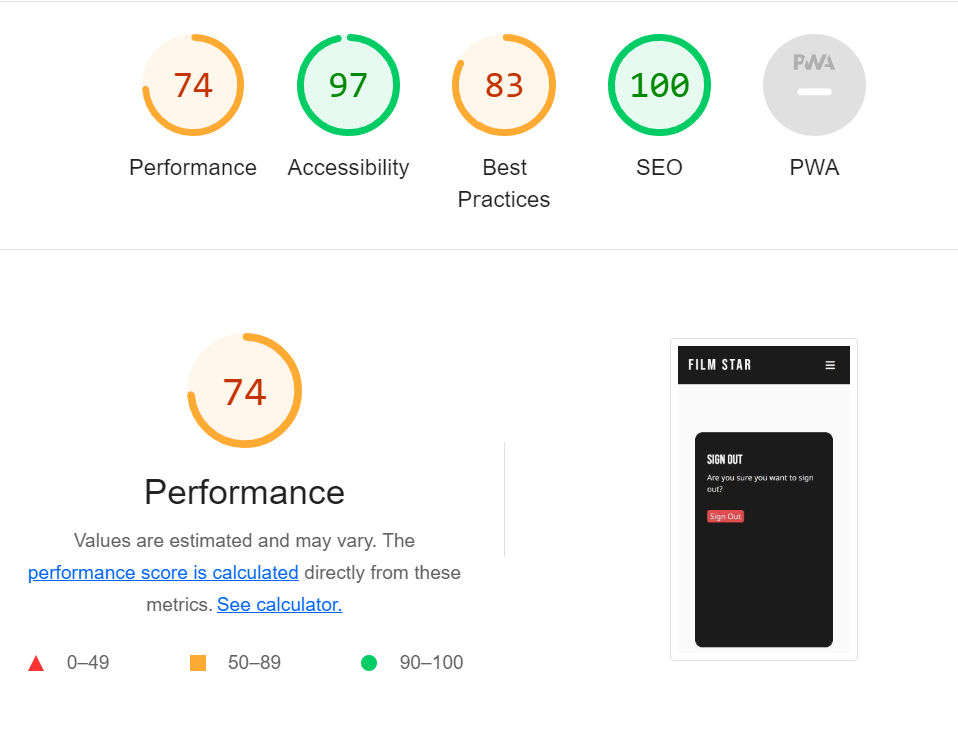 74
97
83
100
PWA
Performance
Accessibility
Best
Practices
SEO
PWA
74
Performance
Values are estimated and may vary. The
performance score is calculated directly from these
metrics. See calculator.
0–49
50–89
90–100
FILM STAR
SIGN OUT
Are you sure you want to sign
out?
Sign Out